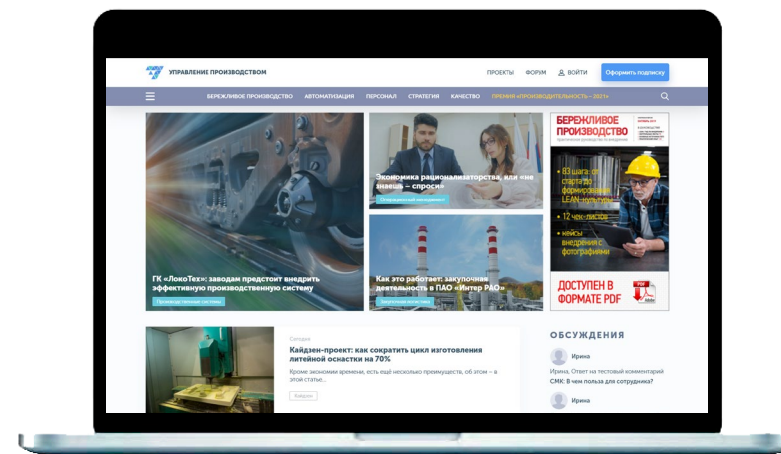 УПРАВЛЕНИЕ ПРОИЗВОДСТВОМ
ПРОЕКТЫ ФОРУМ ВОЙТИ Оформить подписку
БЕРЕЖЛИВОЕ ПРОИЗВОДСТВО АВТОМАТИЗАЦИЯ ПЕРСОНАЛ СТРАТЕГИЯ КАЧЕСТВО ПРЕМИЯ «ПРОИЗВОДИТЕЛЬНОСТЬ – 2021»
ГК «ЛокоТех»: заводам предстоит внедрить
эффективную производственную систему
Производственная система
Экономика рационализаторства, или «не
знаешь – спроси»
Операционный менеджмент
Как это работает: закупочная
деятельность в ПАО «Интер РАО»
Закупочная логистика
БЕРЕЖЛИВОЕ
ПРОИЗВОДСТВО
• 83 шага от
старта до
формирования
LEAN-культуры
• 12 чек-листов
• кейсы
внедрения с
фотографиями
ДОСТУПЕН В
ФОРМАТЕ PDF
PDF
Adobe
Сегодня
Кайдзен-проект: как сократить цикл изготовления
литейной оснастки на 70%
Кроме экономии времени, есть ещё несколько преимуществ, об этом – в
этой статье...
Кайдзен
ОБСУЖДЕНИЯ
Ирина
Ирина, Ответ на тестовый комментарий
СМК: В чем польза для сотрудника?
Ирина